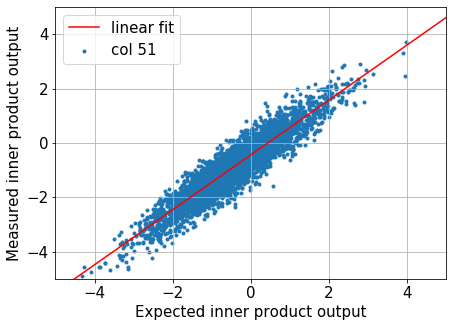 linear fit
col 51
Measured inner product output
4
2
0
−2
−4
−4
−2
0
2
4
Expected inner product output